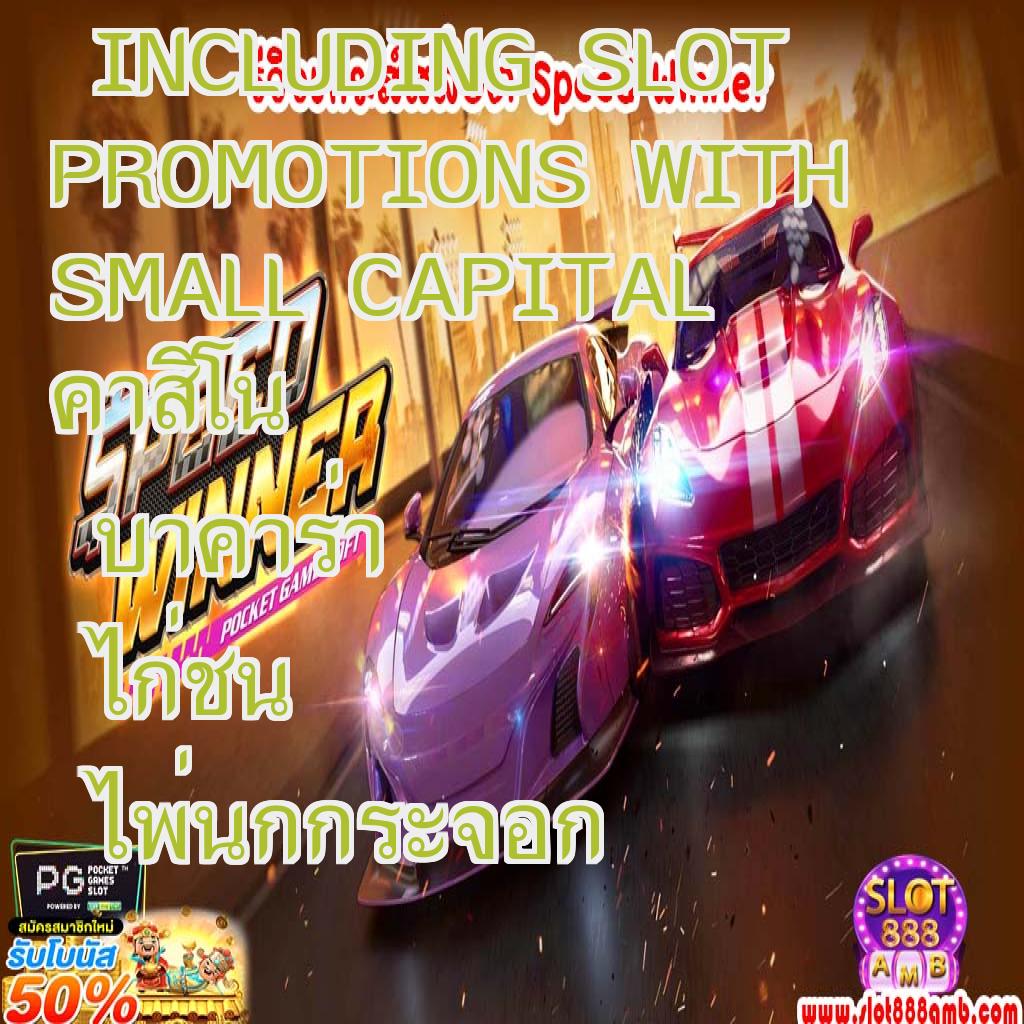 INCLUDING SLOT
PROMOTIONS WITH
SMALL CAPITAL
คาสิโน
บาคาร่า
ไก่ชน
ไพ่นกกระจอก
Speed Winner
SPEED
WINNER
POCKET GAMES
PG POCKET GAMES SLOT
POWERED BY
สมัครสมาชิกใหม่
รับโบนัส
50%
SLOT
888
AMB
www.slot888amb.com